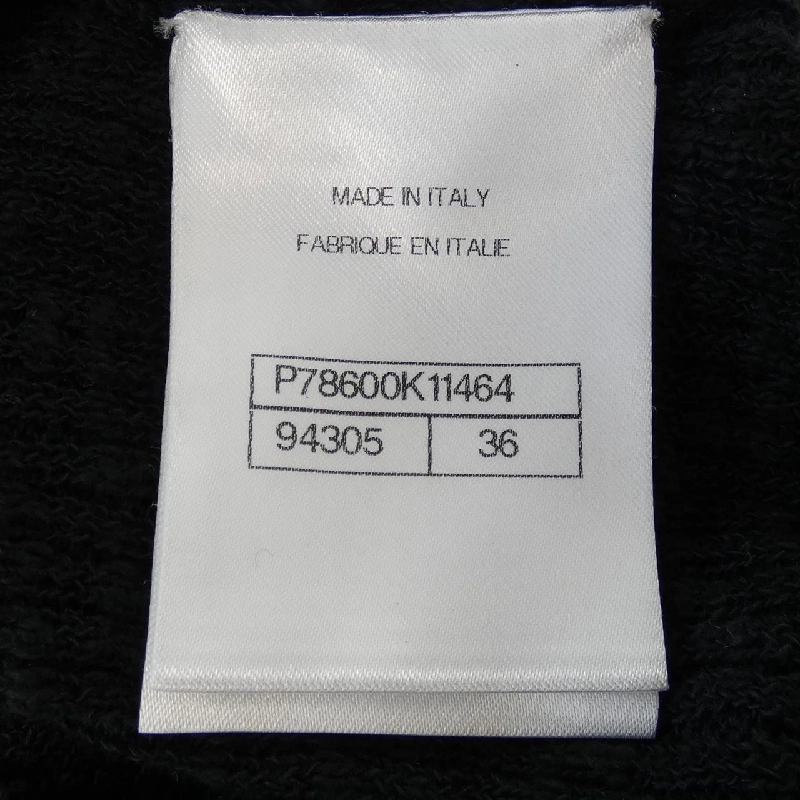 MADE IN ITALY
FABRIQUE EN ITALIE
P78600K11464
94305 36